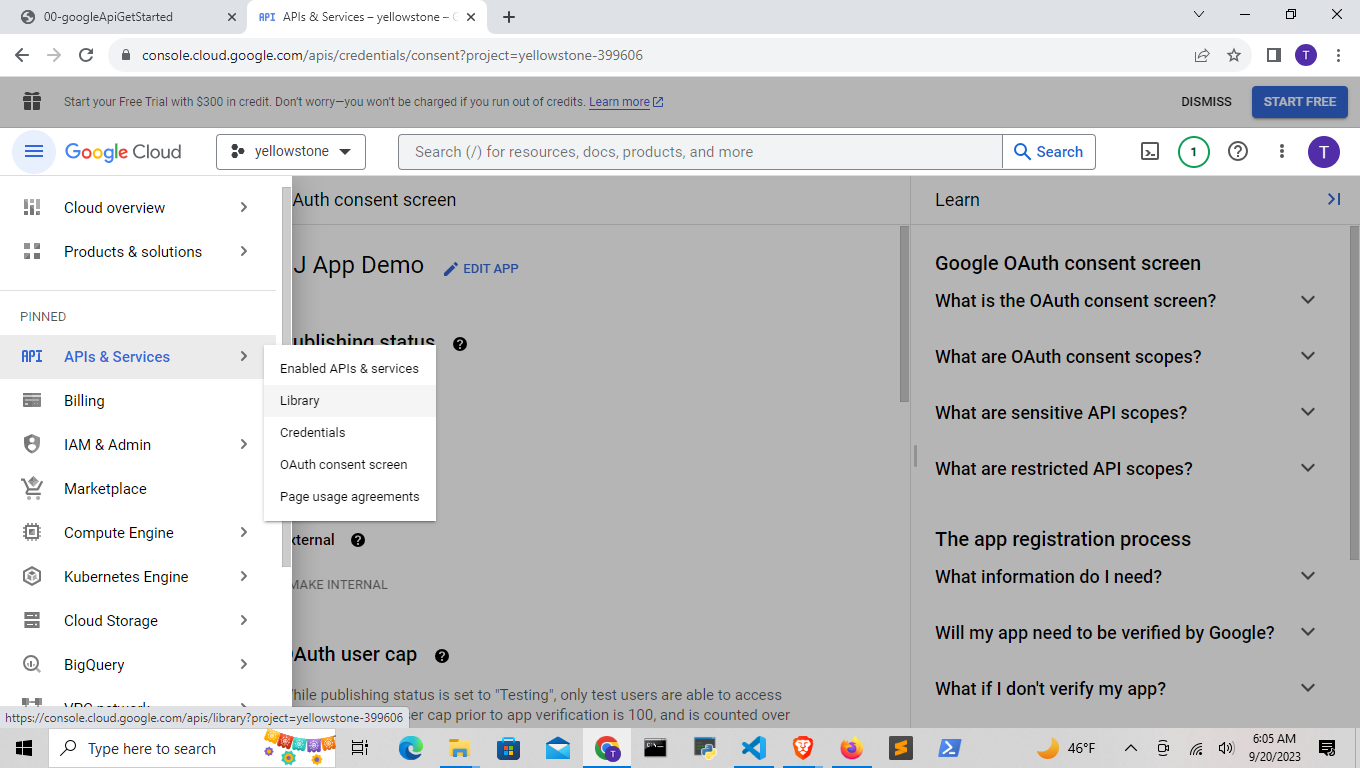 00-googleApiGetStarted
API APIs & Services – yellowstone – G
console.cloud.google.com/apis/credentials/consent?project=yellowstone-399606
T
Start your Free Trial with $300 in credit. Don't worry—you won't be charged if you run out of credits. Learn more
DISMISS
START FREE
Google Cloud
yellowstone
Search (/) for resources, docs, products, and more
Search
1
T
Cloud overview
Products & solutions
PINNED
API APIs & Services
Billing
IAM & Admin
Marketplace
Compute Engine
Kubernetes Engine
Cloud Storage
BigQuery
VPC network
Enabled APIs & services
Library
Credentials
OAuth consent screen
Page usage agreements
Auth consent screen
J App Demo
EDIT APP
ublishing status
xternal
MAKE INTERNAL
OAuth user cap
hile publishing status is set to "Testing", only test users are able to access
ser cap prior to app verification is 100, and is counted over
Learn
Google OAuth consent screen
What is the OAuth consent screen?
What are OAuth consent scopes?
What are sensitive API scopes?
What are restricted API scopes?
The app registration process
What information do I need?
Will my app need to be verified by Google?
What if I don't verify my app?
https://console.cloud.google.com/apis/library?project=yellowstone-399606
Type here to search
T
46°F
6:05 AM
9/20/2023